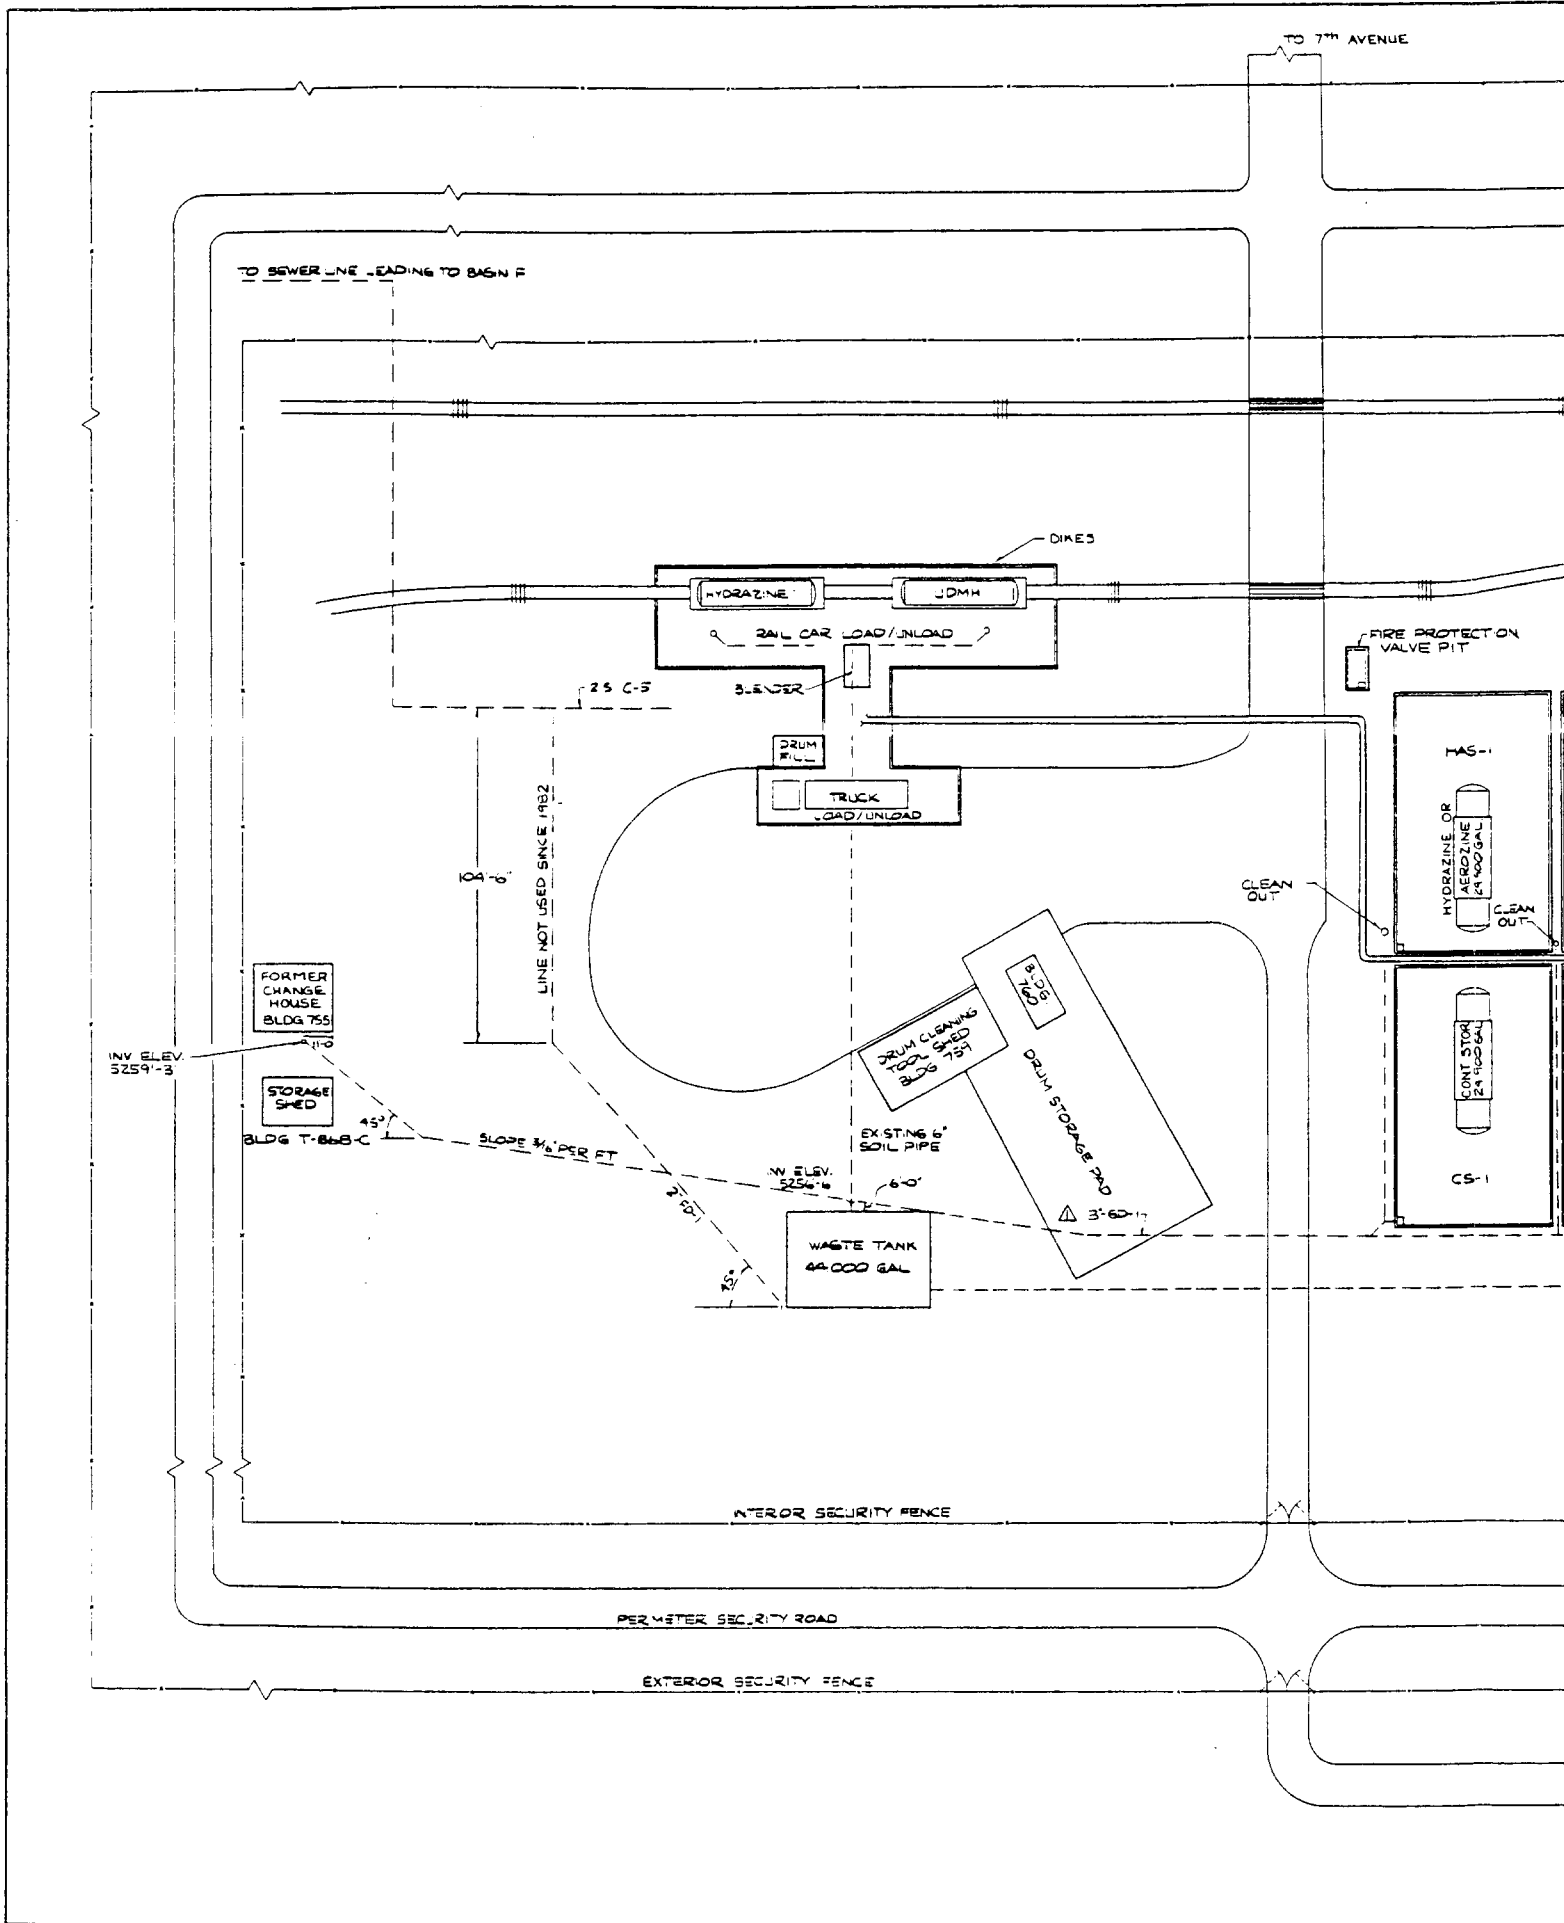 TO 7TH AVENUE
TO SEWER LINE LEADING TO BASIN F
DIKES
HYDRAZINE
UDMH
RAIL CAR LOAD/UNLOAD
FIRE PROTECTION
VALVE PIT
BLENDER
DRUM
FILL
TRUCK
LOAD/UNLOAD
HAS-1
HYDRAZINE OR
AEROZINE
24 900 GAL
LINE NOT USED SINCE 1982
104'-6"
CLEAN
OUT
CLEAN
OUT
FORMER
CHANGE
HOUSE
BLDG 755
11'-0
INV ELEV.
5259'-3
STORAGE
SHED
BLDG T-868-C
45°
SLOPE 3/16" PER FT
BLDG.
760
DRUM CLEANING
TOOL SHED
BLDG 759
DRUM STORAGE PAD
CONT STOR
24 900 GAL
CS-1
EXISTING 6"
SOIL PIPE
INV ELEV.
5256'-6
6'-0"
WASTE TANK
44 000 GAL
45°
INTERIOR SECURITY FENCE
PERIMETER SECURITY ROAD
EXTERIOR SECURITY FENCE